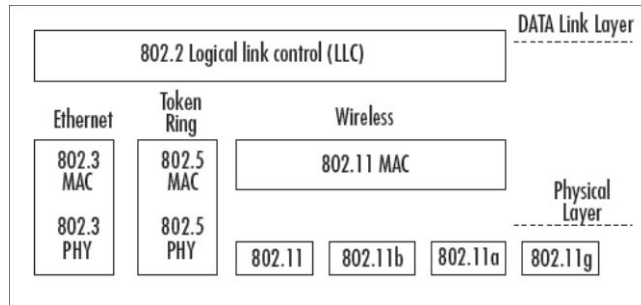 DATA Link Layer
802.2 Logical link control (LLC)
Ethernet
Token
Ring
Wireless
802.3
MAC
802.3
PHY
802.5
MAC
802.5
PHY
802.11 MAC
Physical
Layer
802.11
802.11b
802.11a
802.11g